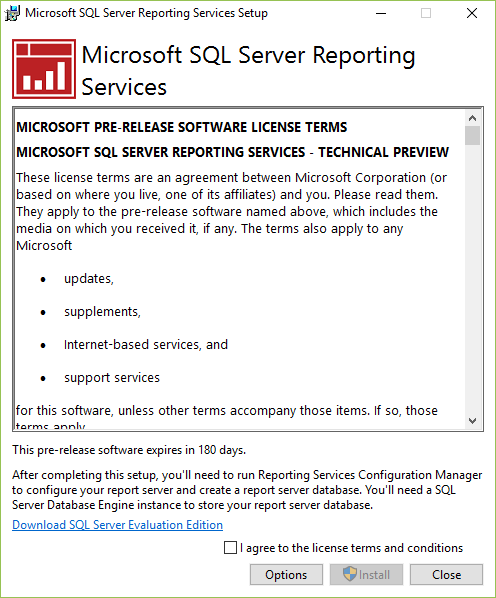 Microsoft SQL Server Reporting Services Setup
Microsoft SQL Server Reporting
Services
MICROSOFT PRE-RELEASE SOFTWARE LICENSE TERMS
MICROSOFT SQL SERVER REPORTING SERVICES - TECHNICAL PREVIEW
These license terms are an agreement between Microsoft Corporation (or
based on where you live, one of its affiliates) and you. Please read them.
They apply to the pre-release software named above, which includes the
media on which you received it, if any. The terms also apply to any
Microsoft
• updates,
• supplements,
• Internet-based services, and
• support services
for this software, unless other terms accompany those items. If so, those
terms apply
This pre-release software expires in 180 days.
After completing this setup, you'll need to run Reporting Services Configuration Manager
to configure your report server and create a report server database. You'll need a SQL
Server Database Engine instance to store your report server database.
Download SQL Server Evaluation Edition
I agree to the license terms and conditions
Options
Install
Close